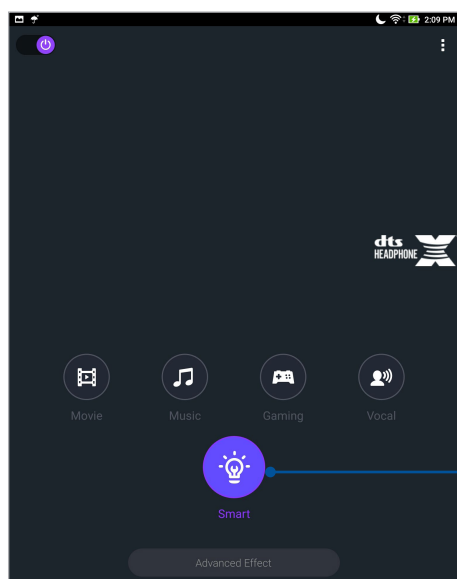 2:09 PM
dts
HEADPHONE X
Movie Music Gaming Vocal
Smart
Advanced Effect